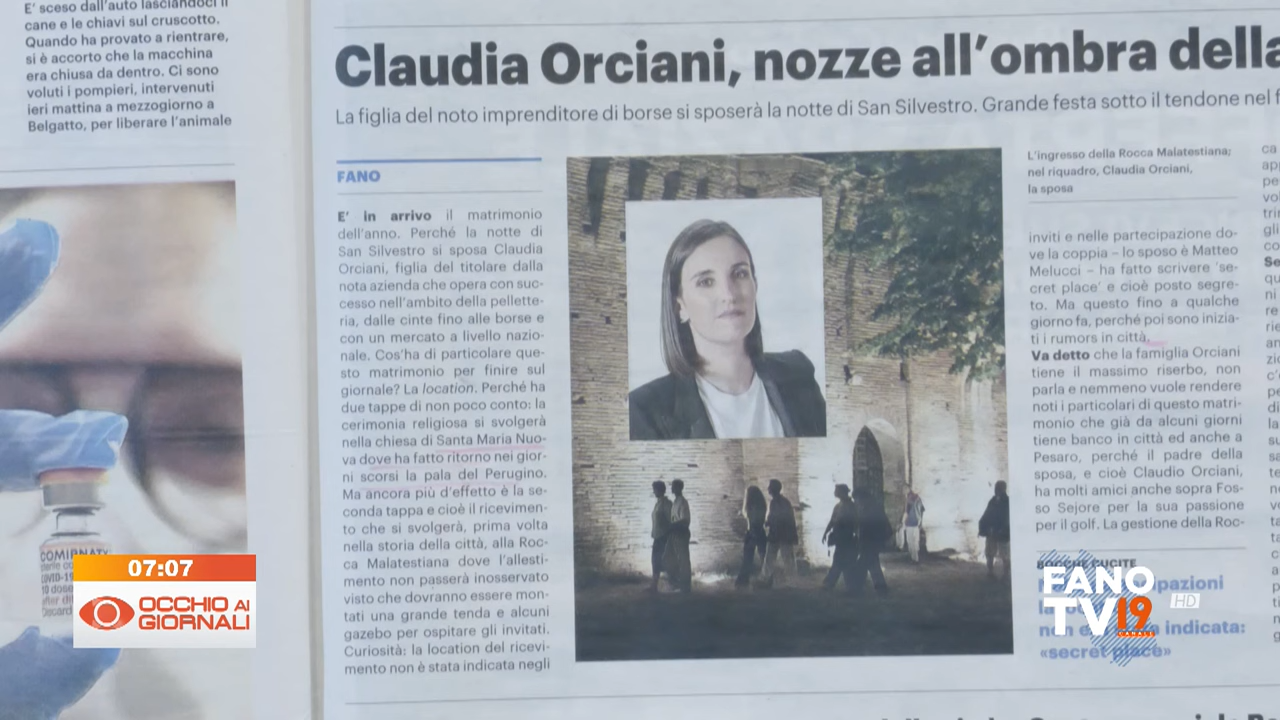 E' sceso dall'auto lasciandoci il
cane e le chiavi sul cruscotto.
Quando ha provato a rientrare,
si è accorto che la macchina
era chiusa da dentro. Ci sono
voluti i pompieri, intervenuti
ieri mattina a mezzogiorno a
Belgatto, per liberare l'animale
Claudia Orciani, nozze all'ombra della
La figlia del noto imprenditore di borse si sposerà la notte di San Silvestro. Grande festa sotto il tendone nel f
FANO
E' in arrivo il matrimonio
dell'anno. Perché la notte di
San Silvestro si sposa Claudia
Orciani, figlia del titolare dalla
nota azienda che opera con suc-
cesso nell'ambito della pellette-
ria, dalle cinte fino alle borse e
con un mercato a livello nazio-
nale. Cos'ha di particolare que-
sto matrimonio per finire sul
giornale? La location. Perché ha
due tappe di non poco conto: la
cerimonia religiosa si svolgerà
nella chiesa di Santa Maria Nuo-
va dove ha fatto ritorno nei gior-
ni scorsi la pala del Perugino.
Ma ancora più d'effetto è la se-
conda tappa e cioè il ricevimen-
to che si svolgerà, prima volta
nella storia della città, alla Roc-
ca Malatestiana dove l'allesti-
mento non passerà inosservato
visto che dovranno essere mon-
tati una grande tenda e alcuni
gazebo per ospitare gli invitati.
Curiosità: la location del ricevi-
mento non è stata indicata negli
L'ingresso della Rocca Malatestiana;
nel riquadro, Claudia Orciani,
la sposa
inviti e nelle partecipazione do-
ve la coppia – lo sposo è Matteo
Melucci – ha fatto scrivere 'se-
cret place' e cioè posto segre-
to. Ma questo fino a qualche
giorno fa, perché poi sono inizia-
ti i rumors in città.
Va detto che la famiglia Orciani
tiene il massimo riserbo, non
parla e nemmeno vuole rendere
noti i particolari di questo matri-
monio che già da alcuni giorni
tiene banco in città ed anche a
Pesaro, perché il padre della
sposa, e cioè Claudio Orciani,
ha molti amici anche sopra Fos-
so Sejore per la sua passione
per il golf. La gestione della Roc-
BOCCHE CUCITE
indicata:
«secret place»
COMIRNATY
COVID-19
07:07
OCCHIO AI
GIORNALI
FANO
TV19
HD